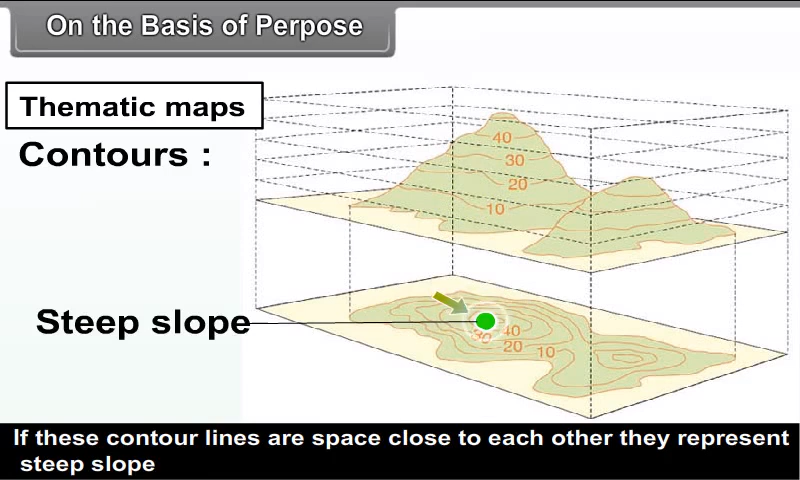 On the Basis of Perpose
Thematic maps
Contours :
40
30
20
10
Steep slope
40
30
20
10
If these contour lines are space close to each other they represent
steep slope